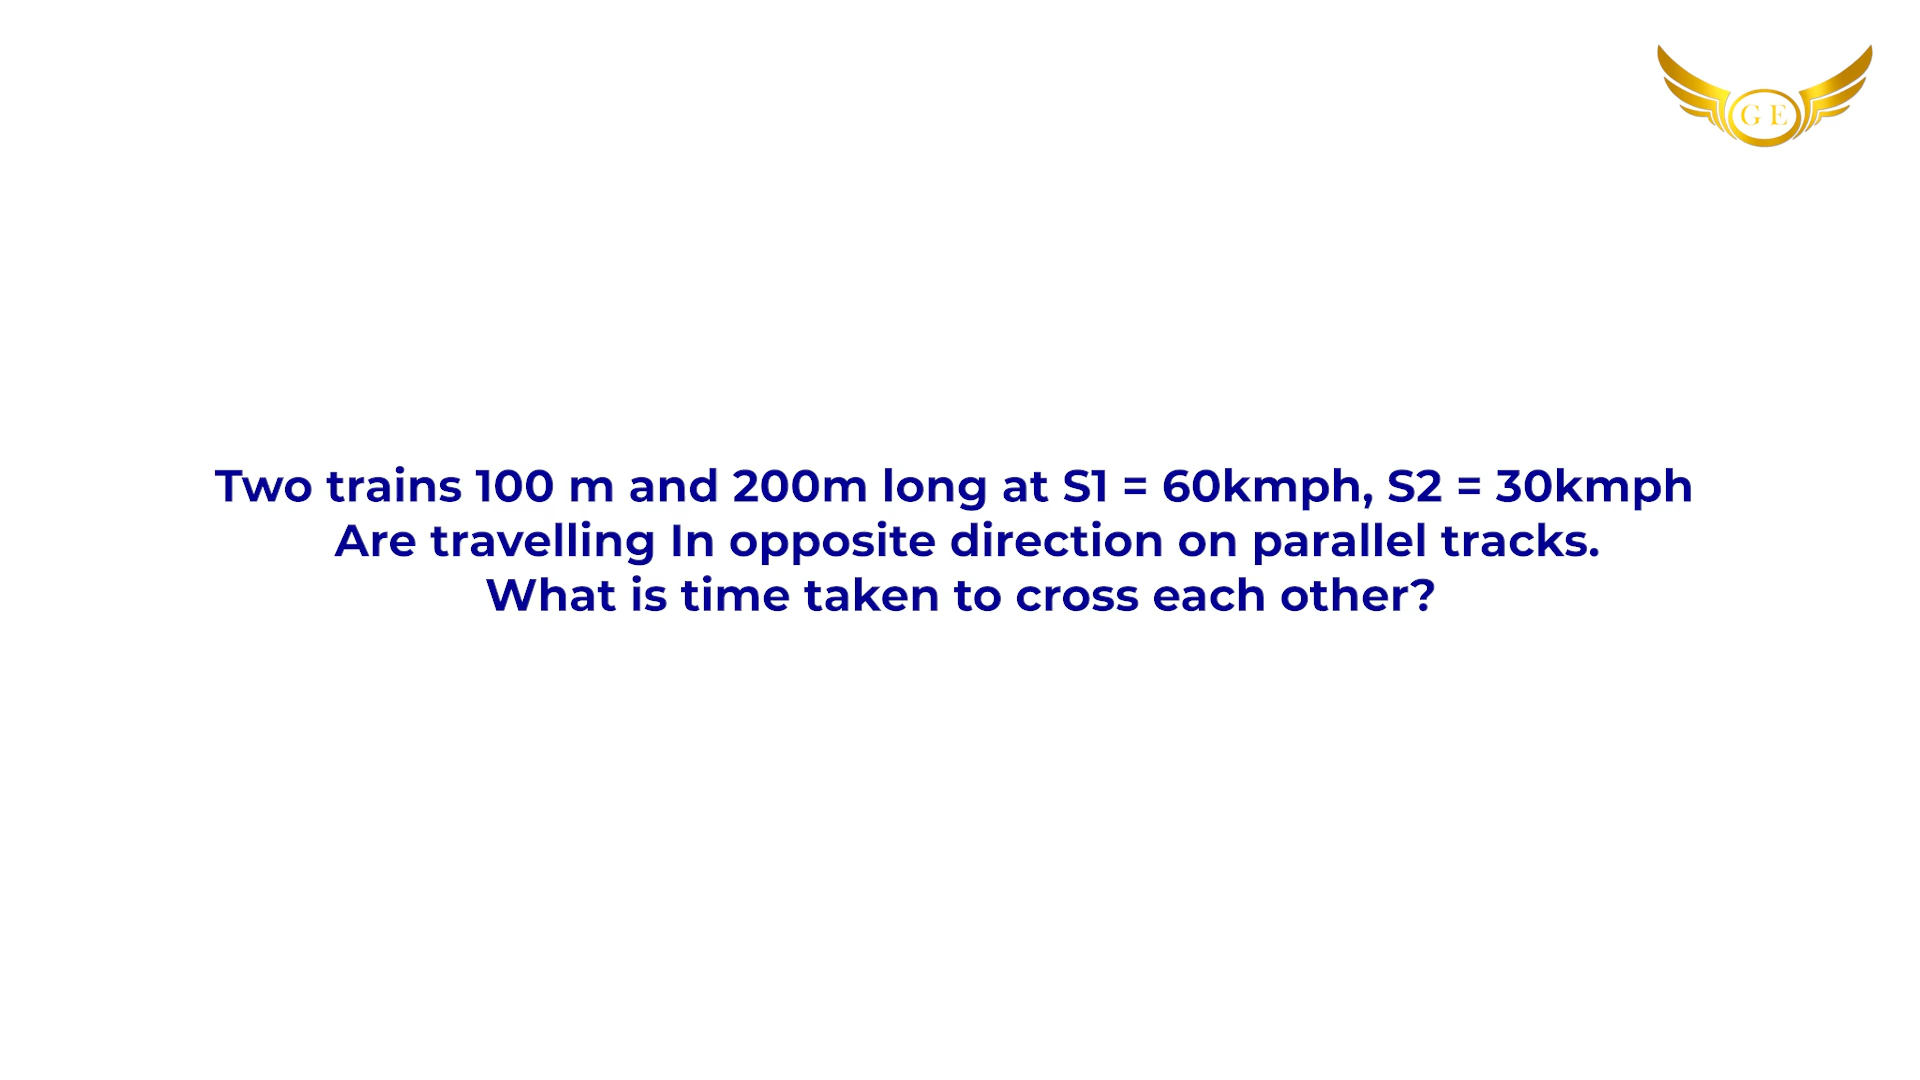 G E
Two trains 100 m and 200m long at S1 = 60kmph, S2 = 30kmph
Are travelling In opposite direction on parallel tracks.
What is time taken to cross each other?